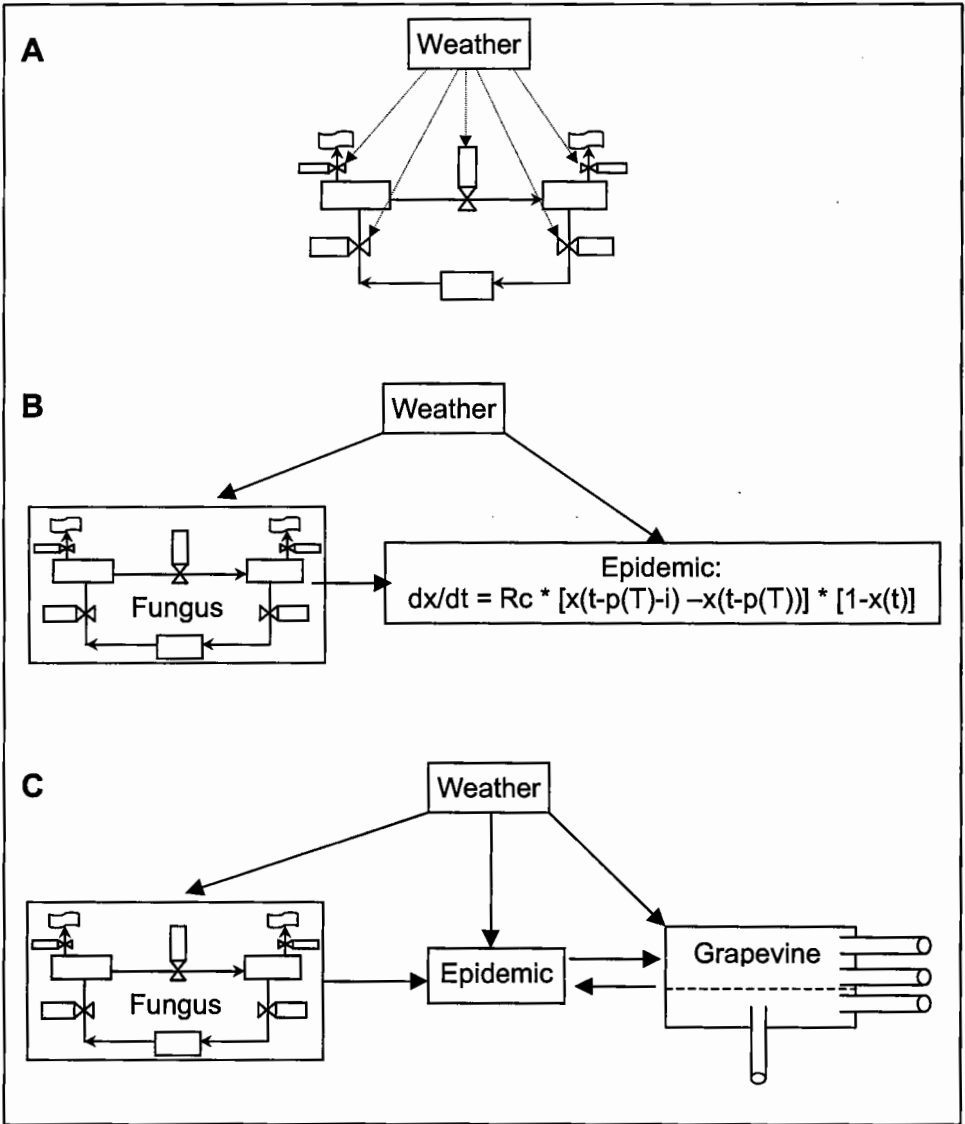 A
Weather
B
Weather
Fungus
Epidemic:
dx/dt = Rc * [x(t-p(T)-i) –x(t-p(T))] * [1-x(t)]
C
Weather
Fungus
Epidemic
Grapevine